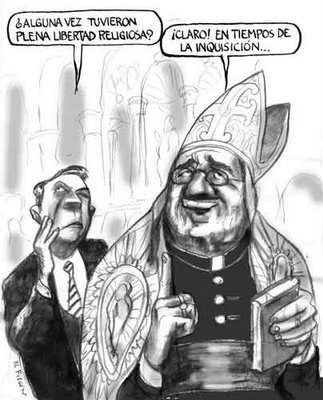 ¿ALGUNA VEZ TUVIERON
PLENA LIBERTAD RELIGIOSA?
¡CLARO! EN TIEMPOS DE
LA INQUISICIÓN...